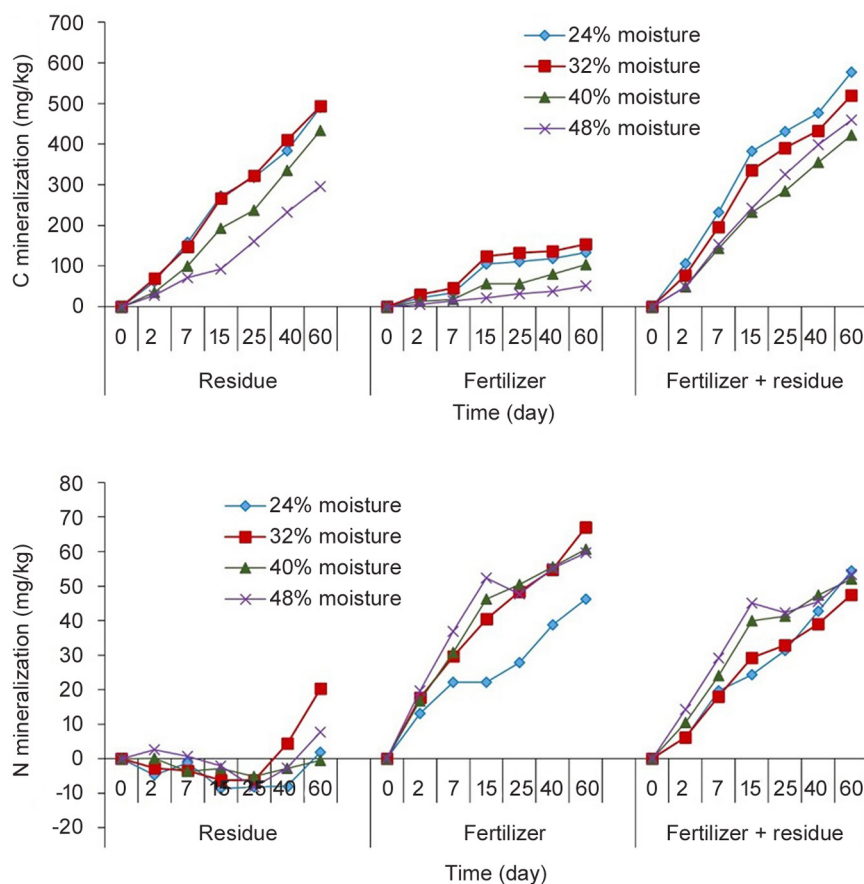 700
600
500
400
300
200
100
0
C mineralization (mg/kg)
24% moisture
32% moisture
40% moisture
48% moisture
0 2 7 15 25 40 60 0 2 7 15 25 40 60 0 2 7 15 25 40 60
Residue Fertilizer Fertilizer + residue
Time (day)
80
70
60
50
40
30
20
10
0
-10
-20
N mineralization (mg/kg)
24% moisture
32% moisture
40% moisture
48% moisture
0 2 7 15 25 40 60 0 2 7 15 25 40 60 0 2 7 15 25 40 60
Residue Fertilizer Fertilizer + residue
Time (day)